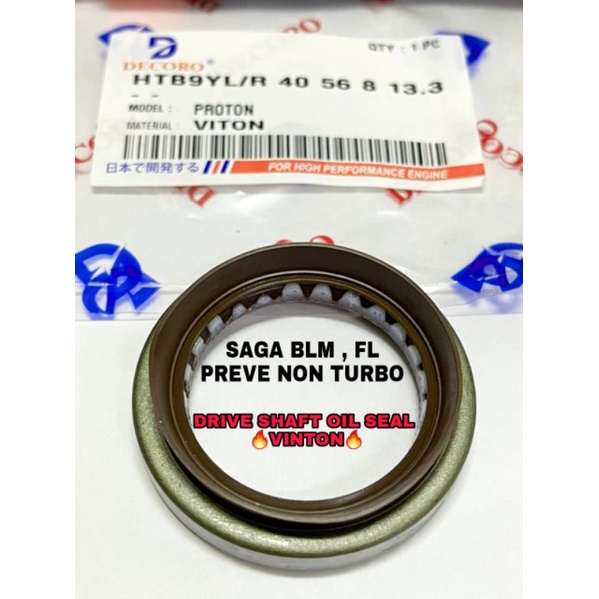 DECORO®
QTY : 1 PC
HTB9YL/R 40 56 8 13.3
- -
MODEL : PROTON
MATERIAL : VITON
日本で開発する
FOR HIGH PERFORMANCE ENGINE
SAGA BLM , FL
PREVE NON TURBO
DRIVE SHAFT OIL SEAL
🔥VINTON🔥